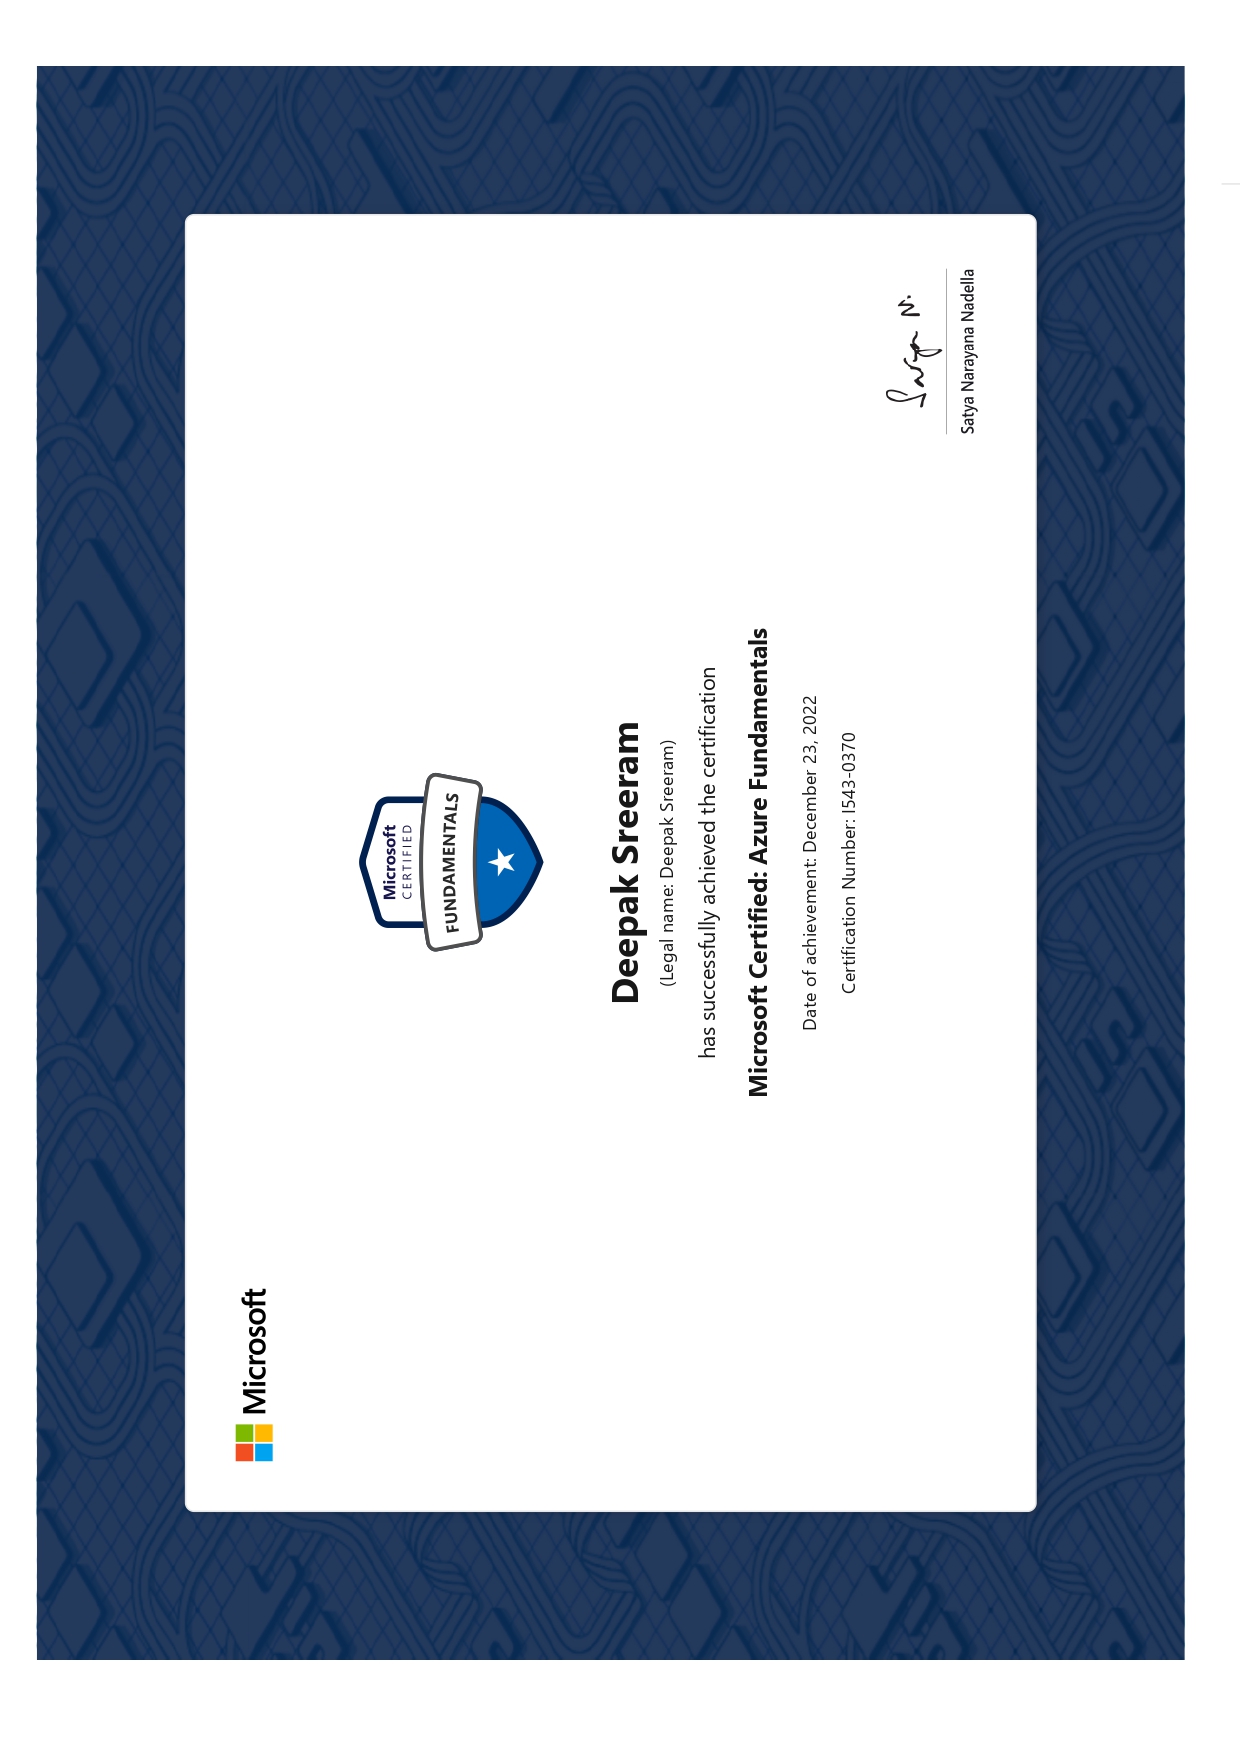 Microsoft
Microsoft
CERTIFIED
FUNDAMENTALS
Deepak Sreeram
(Legal name: Deepak Sreeram)
has successfully achieved the certification
Microsoft Certified: Azure Fundamentals
Date of achievement: December 23, 2022
Certification Number: I543-0370
Satya N.
Satya Narayana Nadella